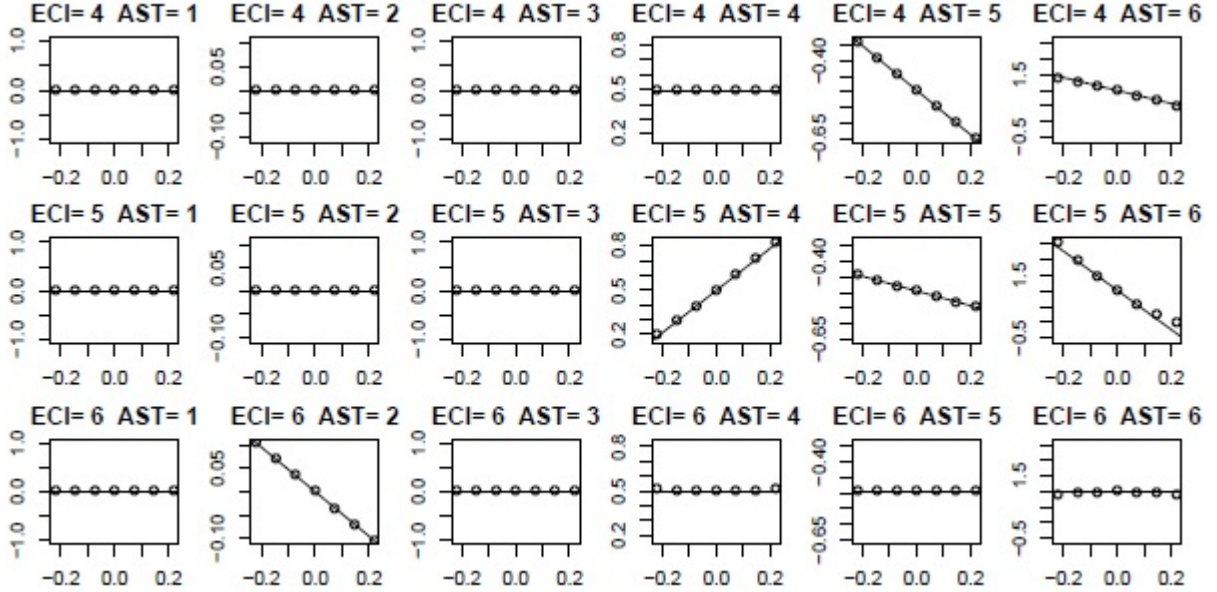 ECI= 4 AST= 1 ECI= 4 AST= 2 ECI= 4 AST= 3 ECI= 4 AST= 4 ECI= 4 AST= 5 ECI= 4 AST= 6
1.0 0.0 −1.0 0.05 −0.10 1.0 0.0 −1.0 0.8 0.5 0.2 −0.40 −0.65 1.5 −0.5
−0.2 0.0 0.2 −0.2 0.0 0.2 −0.2 0.0 0.2 −0.2 0.0 0.2 −0.2 0.0 0.2 −0.2 0.0 0.2
ECI= 5 AST= 1 ECI= 5 AST= 2 ECI= 5 AST= 3 ECI= 5 AST= 4 ECI= 5 AST= 5 ECI= 5 AST= 6
1.0 0.0 −1.0 0.05 −0.10 1.0 0.0 −1.0 0.8 0.5 0.2 −0.40 −0.65 1.5 −0.5
−0.2 0.0 0.2 −0.2 0.0 0.2 −0.2 0.0 0.2 −0.2 0.0 0.2 −0.2 0.0 0.2 −0.2 0.0 0.2
ECI= 6 AST= 1 ECI= 6 AST= 2 ECI= 6 AST= 3 ECI= 6 AST= 4 ECI= 6 AST= 5 ECI= 6 AST= 6
1.0 0.0 −1.0 0.05 −0.10 1.0 0.0 −1.0 0.8 0.5 0.2 −0.40 −0.65 1.5 −0.5
−0.2 0.0 0.2 −0.2 0.0 0.2 −0.2 0.0 0.2 −0.2 0.0 0.2 −0.2 0.0 0.2 −0.2 0.0 0.2